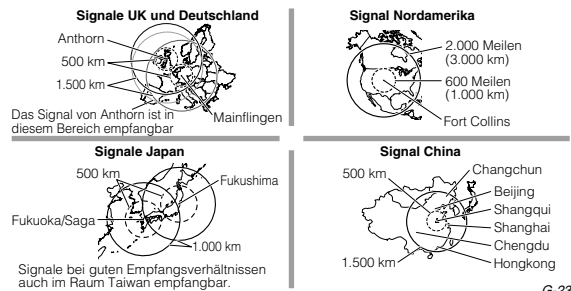 Signale UK und Deutschland
Anthorn
500 km
1.500 km
Das Signal von Anthorn ist in
diesem Bereich empfangbar
Mainflingen
Signal Nordamerika
2.000 Meilen
(3.000 km)
600 Meilen
(1.000 km)
Fort Collins
Signale Japan
500 km
Fukushima
Fukuoka/Saga
1.000 km
Signale bei guten Empfangsverhältnissen
auch im Raum Taiwan empfangbar.
Signal China
500 km
Changchun
Beijing
Shangqui
Shanghai
Chengdu
1.500 km
Hongkong
G-23